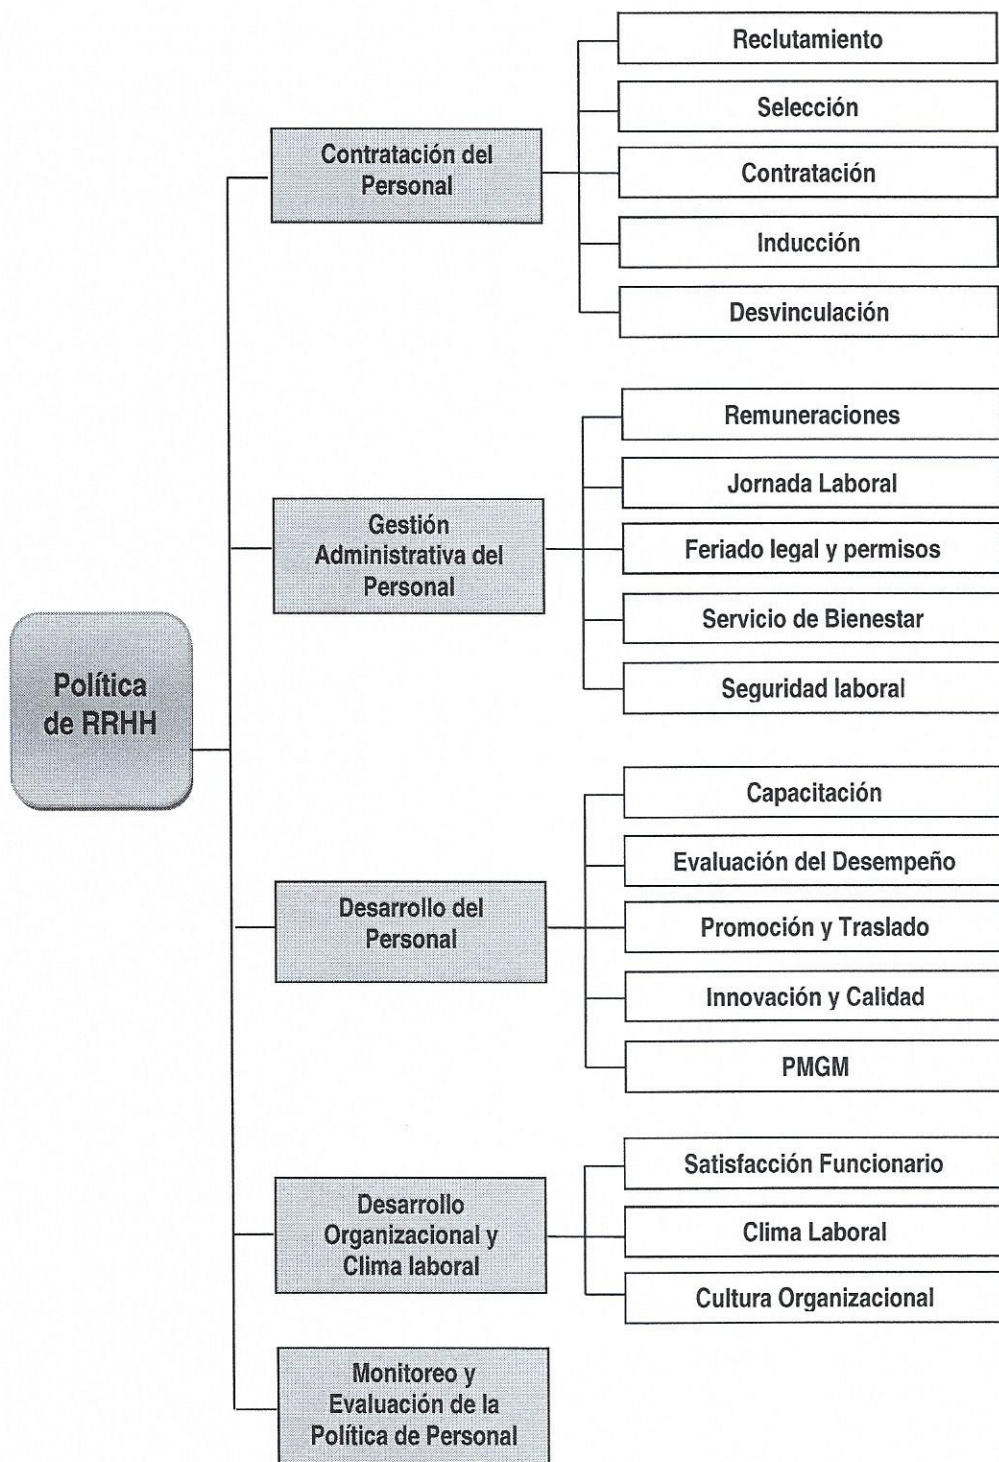 Política
de RRHH
Contratación del
Personal
Reclutamiento
Selección
Contratación
Inducción
Desvinculación
Gestión
Administrativa del
Personal
Remuneraciones
Jornada Laboral
Feriado legal y permisos
Servicio de Bienestar
Seguridad laboral
Desarrollo del
Personal
Capacitación
Evaluación del Desempeño
Promoción y Traslado
Innovación y Calidad
PMGM
Desarrollo
Organizacional y
Clima laboral
Satisfacción Funcionario
Clima Laboral
Cultura Organizacional
Monitoreo y
Evaluación de la
Política de Personal